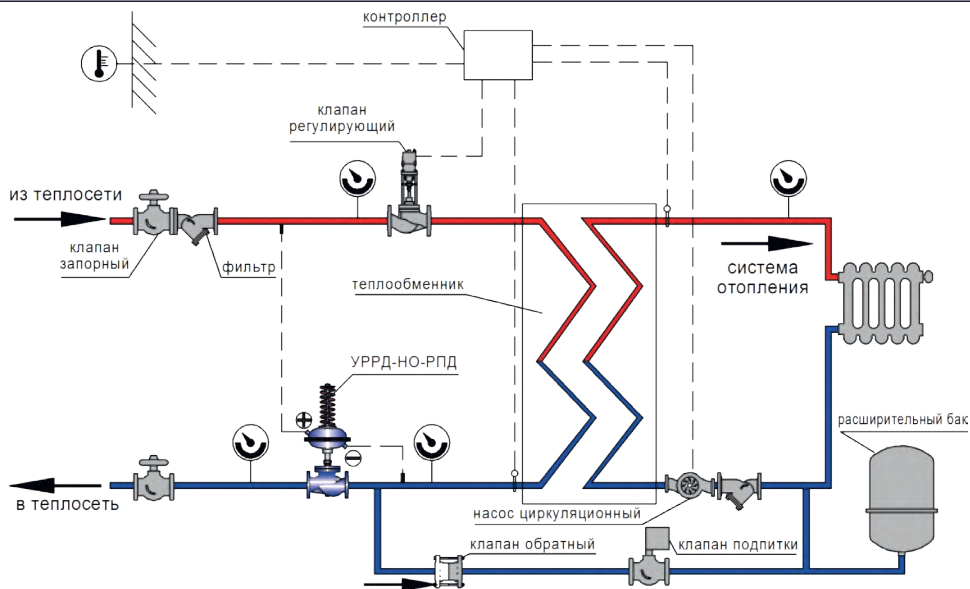 контроллер
клапан
регулирующий
из теплосети
клапан
запорный
фильтр
теплообменник
система
отопления
УРРД-НО-РПД
расширительный бак
в теплосеть
насос циркуляционный
клапан обратный
клапан подпитки